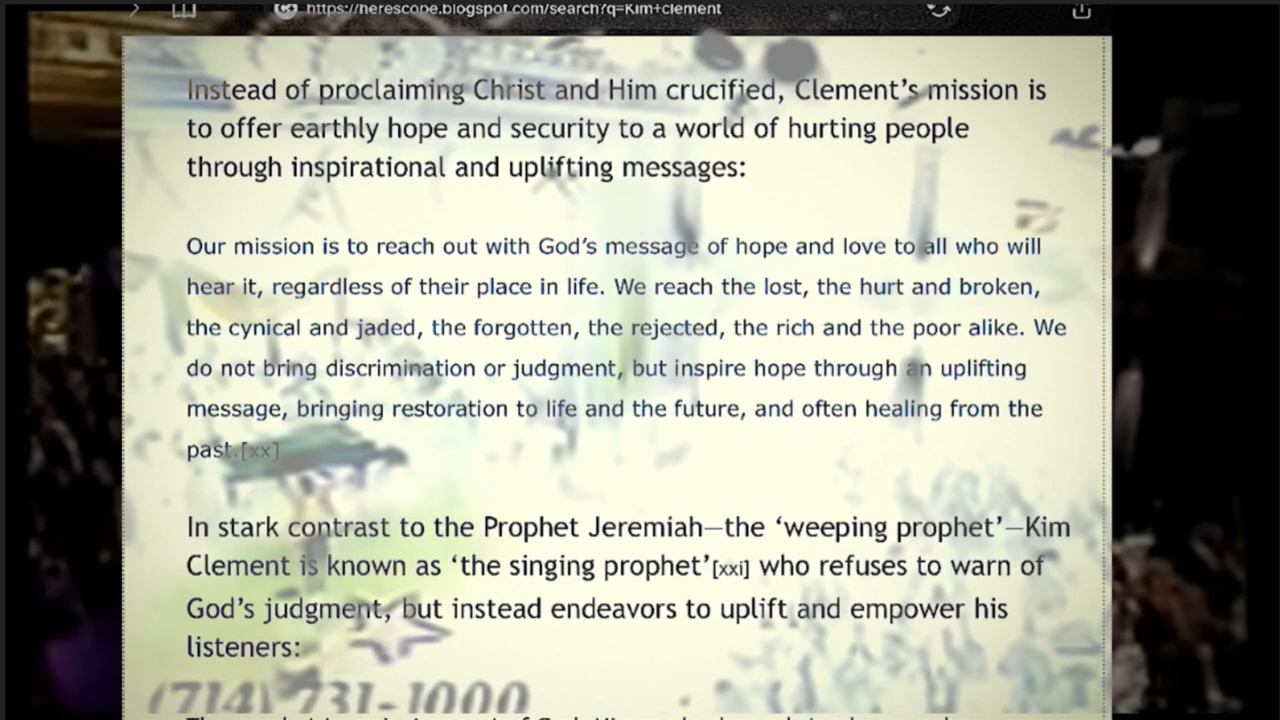 https://herescope.blogspot.com/search?q=Kim+clement
Instead of proclaiming Christ and Him crucified, Clement’s mission is
to offer earthly hope and security to a world of hurting people
through inspirational and uplifting messages:
Our mission is to reach out with God’s message of hope and love to all who will
hear it, regardless of their place in life. We reach the lost, the hurt and broken,
the cynical and jaded, the forgotten, the rejected, the rich and the poor alike. We
do not bring discrimination or judgment, but inspire hope through an uplifting
message, bringing restoration to life and the future, and often healing from the
past.[xx]
In stark contrast to the Prophet Jeremiah—the ‘weeping prophet’—Kim
Clement is known as ‘the singing prophet’[xxi] who refuses to warn of
God’s judgment, but instead endeavors to uplift and empower his
listeners:
(714) 731-1000